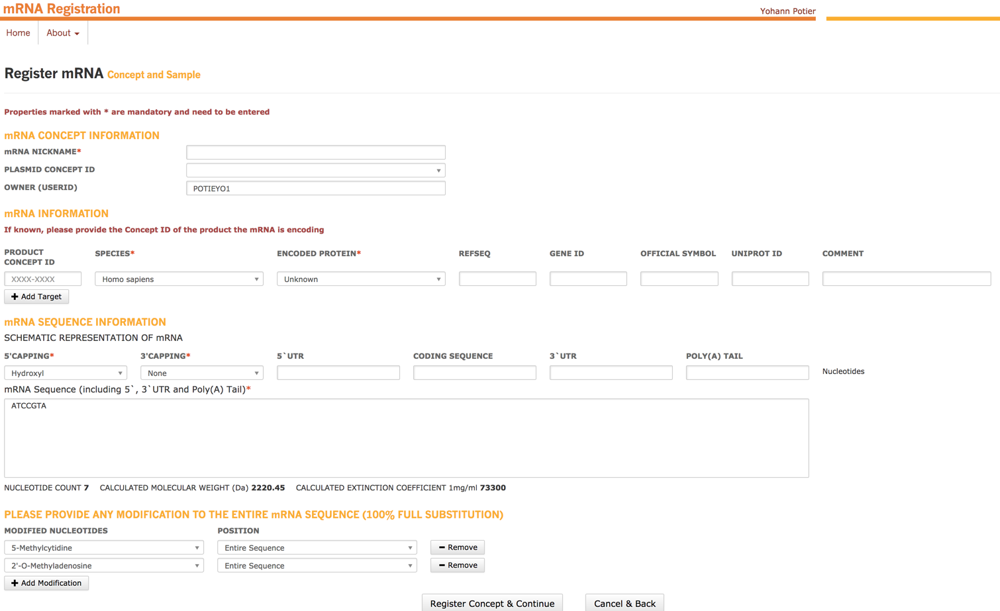 mRNA Registration
Yohann Potier
Home About
Register mRNA Concept and Sample
Properties marked with * are mandatory and need to be entered
mRNA CONCEPT INFORMATION
mRNA NICKNAME*
PLASMID CONCEPT ID
OWNER (USERID) POTIEYO1
mRNA INFORMATION
If known, please provide the Concept ID of the product the mRNA is encoding
PRODUCT CONCEPT ID SPECIES* ENCODED PROTEIN* REFSEQ GENE ID OFFICIAL SYMBOL UNIPROT ID COMMENT
XXXX-XXXX Homo sapiens Unknown
+ Add Target
mRNA SEQUENCE INFORMATION
SCHEMATIC REPRESENTATION OF mRNA
5'CAPPING* 3'CAPPING* 5`UTR CODING SEQUENCE 3`UTR POLY(A) TAIL
Hydroxyl None Nucleotides
mRNA Sequence (including 5`, 3`UTR and Poly(A) Tail)*
ATCCGTA
NUCLEOTIDE COUNT 7 CALCULATED MOLECULAR WEIGHT (Da) 2220.45 CALCULATED EXTINCTION COEFFICIENT 1mg/ml 73300
PLEASE PROVIDE ANY MODIFICATION TO THE ENTIRE mRNA SEQUENCE (100% FULL SUBSTITUTION)
MODIFIED NUCLEOTIDES POSITION
5-Methylcytidine Entire Sequence − Remove
2'-O-Methyladenosine Entire Sequence − Remove
+ Add Modification
Register Concept & Continue Cancel & Back